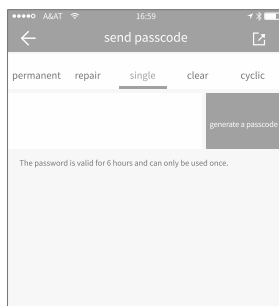 A&AT 16:59
send passcode
permanent repair single clear cyclic
generate a passcode
The password is valid for 6 hours and can only be used once.